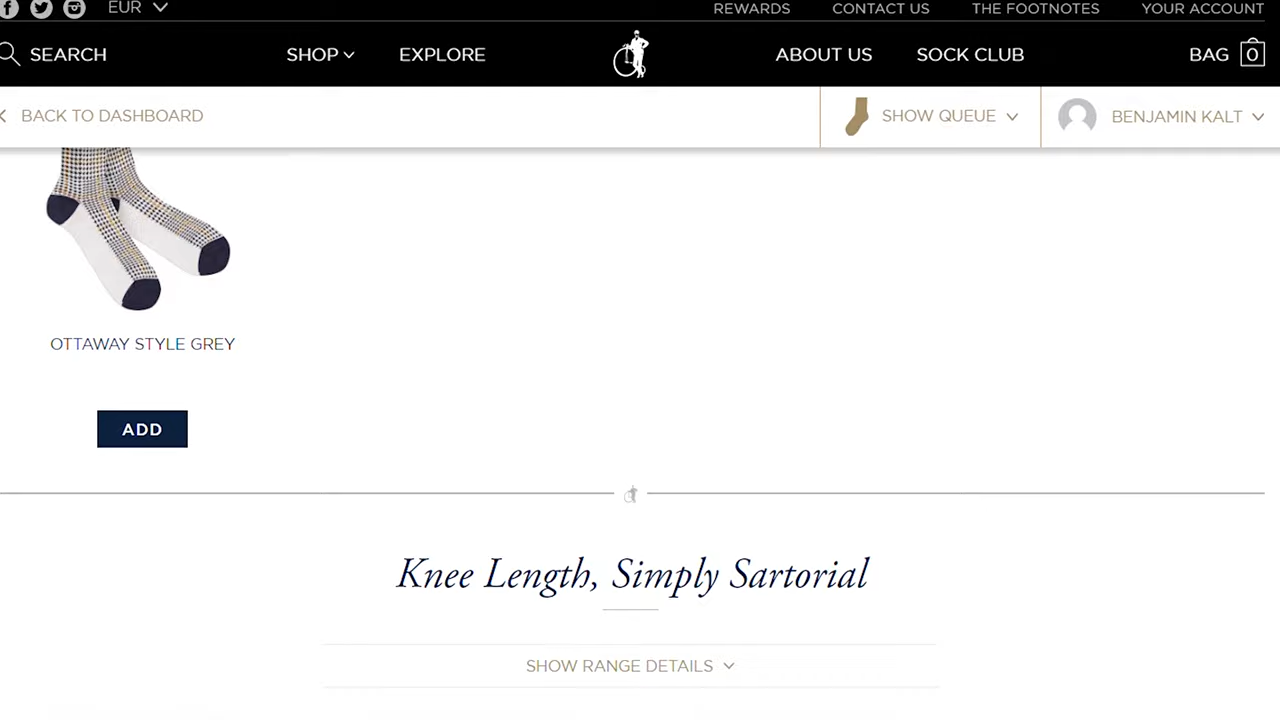 EUR
REWARDS
CONTACT US
THE FOOTNOTES
YOUR ACCOUNT
SEARCH
SHOP
EXPLORE
ABOUT US
SOCK CLUB
BAG 0
BACK TO DASHBOARD
SHOW QUEUE
BENJAMIN KALT
OTTAWAY STYLE GREY
ADD
Knee Length, Simply Sartorial
SHOW RANGE DETAILS